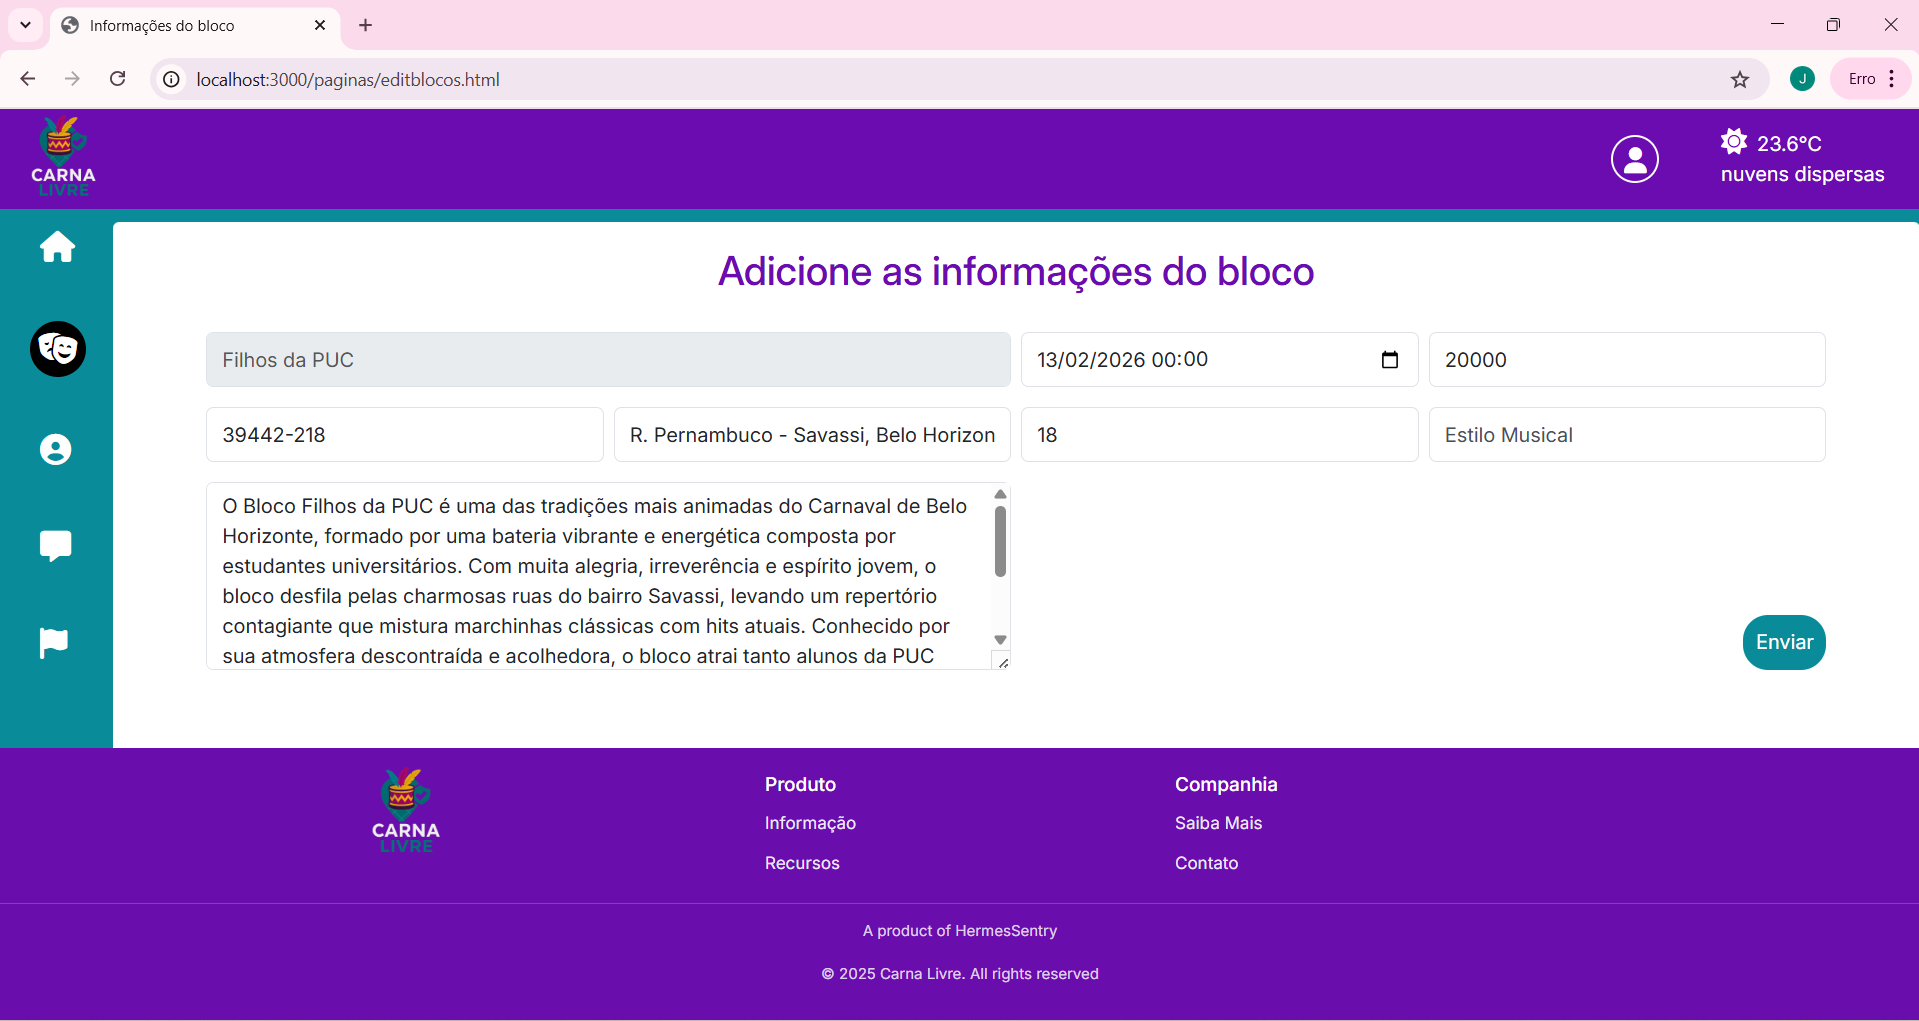 Informações do bloco
localhost:3000/paginas/editblocos.html
J
Erro
CARNA
LIVRE
23.6°C
nuvens dispersas
Adicione as informações do bloco
Filhos da PUC
13/02/2026 00:00
20000
39442-218
R. Pernambuco - Savassi, Belo Horizon
18
Estilo Musical
O Bloco Filhos da PUC é uma das tradições mais animadas do Carnaval de Belo
Horizonte, formado por uma bateria vibrante e energética composta por
estudantes universitários. Com muita alegria, irreverência e espírito jovem, o
bloco desfila pelas charmosas ruas do bairro Savassi, levando um repertório
contagiante que mistura marchinhas clássicas com hits atuais. Conhecido por
sua atmosfera descontraída e acolhedora, o bloco atrai tanto alunos da PUC
Enviar
CARNA
LIVRE
Produto
Informação
Recursos
Companhia
Saiba Mais
Contato
A product of HermesSentry
© 2025 Carna Livre. All rights reserved